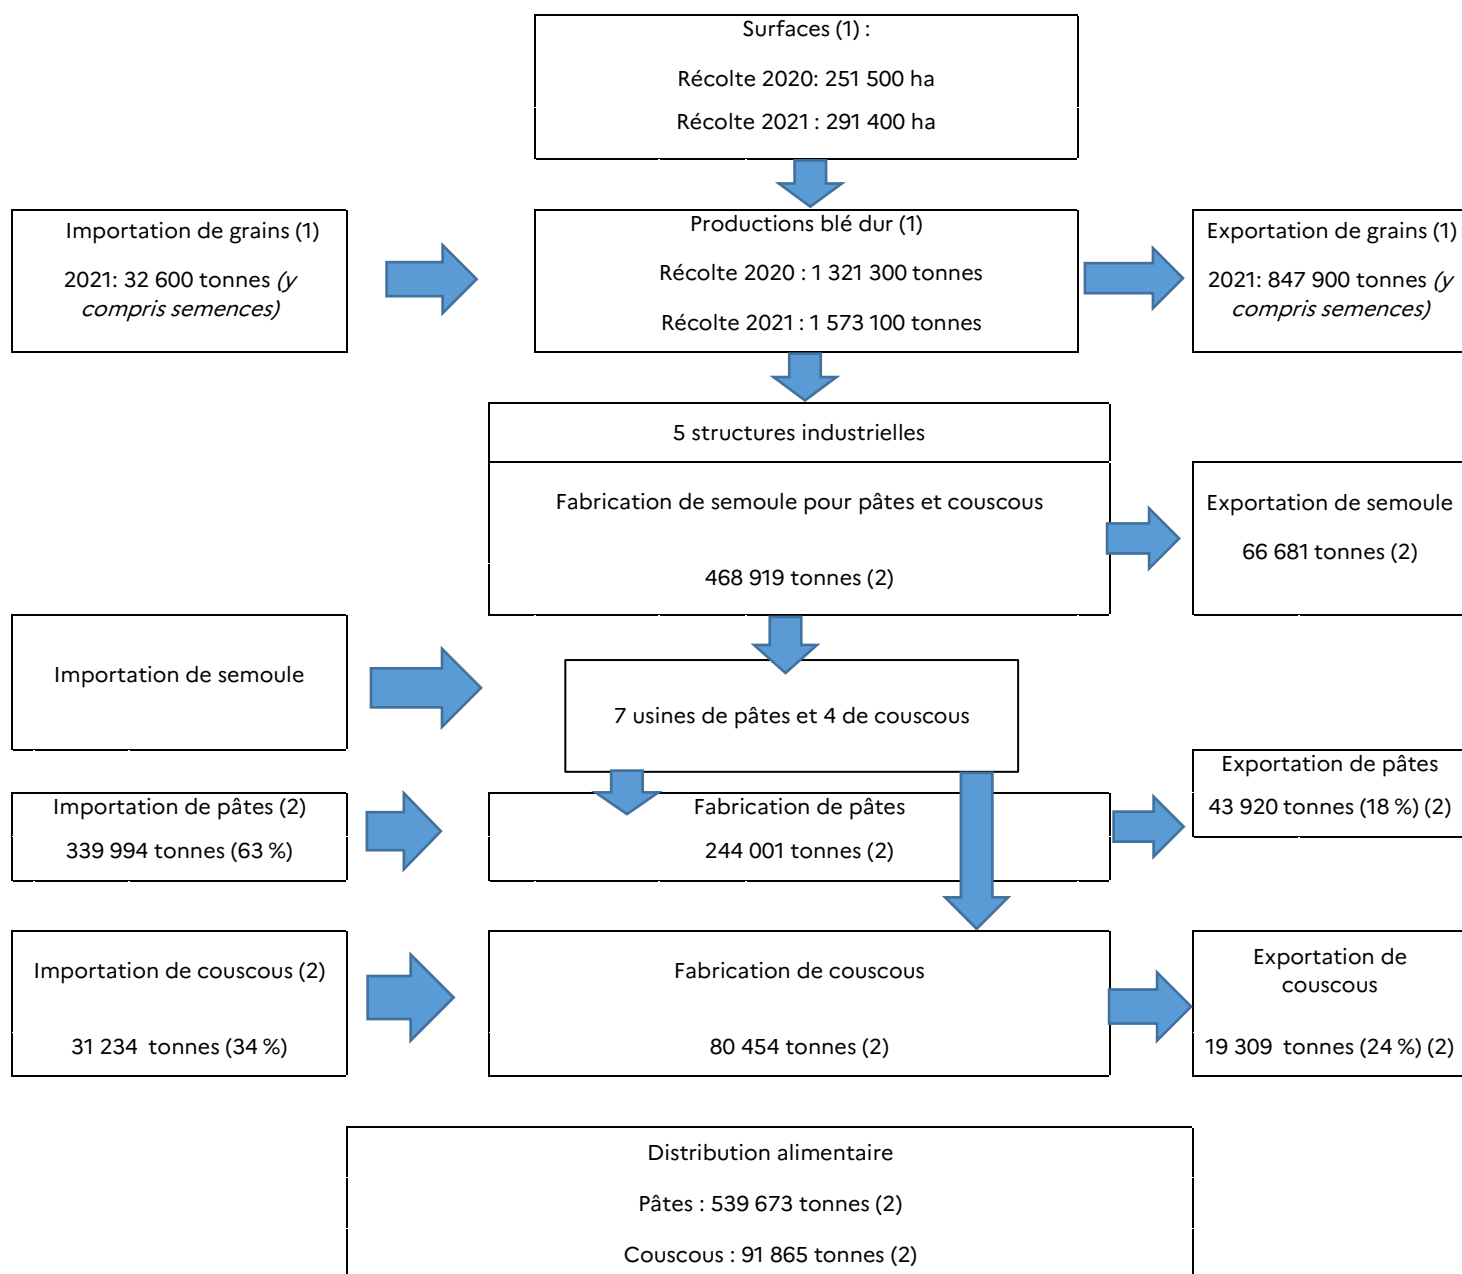 Surfaces (1) :
Récolte 2020: 251 500 ha
Récolte 2021 : 291 400 ha
Importation de grains (1)
2021: 32 600 tonnes (y
compris semences)
Productions blé dur (1)
Récolte 2020 : 1 321 300 tonnes
Récolte 2021 : 1 573 100 tonnes
Exportation de grains (1)
2021: 847 900 tonnes (y
compris semences)
5 structures industrielles
Fabrication de semoule pour pâtes et couscous
468 919 tonnes (2)
Exportation de semoule
66 681 tonnes (2)
Importation de semoule
7 usines de pâtes et 4 de couscous
Importation de pâtes (2)
339 994 tonnes (63 %)
Fabrication de pâtes
244 001 tonnes (2)
Exportation de pâtes
43 920 tonnes (18 %) (2)
Importation de couscous (2)
31 234 tonnes (34 %)
Fabrication de couscous
80 454 tonnes (2)
Exportation de
couscous
19 309 tonnes (24 %) (2)
Distribution alimentaire
Pâtes : 539 673 tonnes (2)
Couscous : 91 865 tonnes (2)